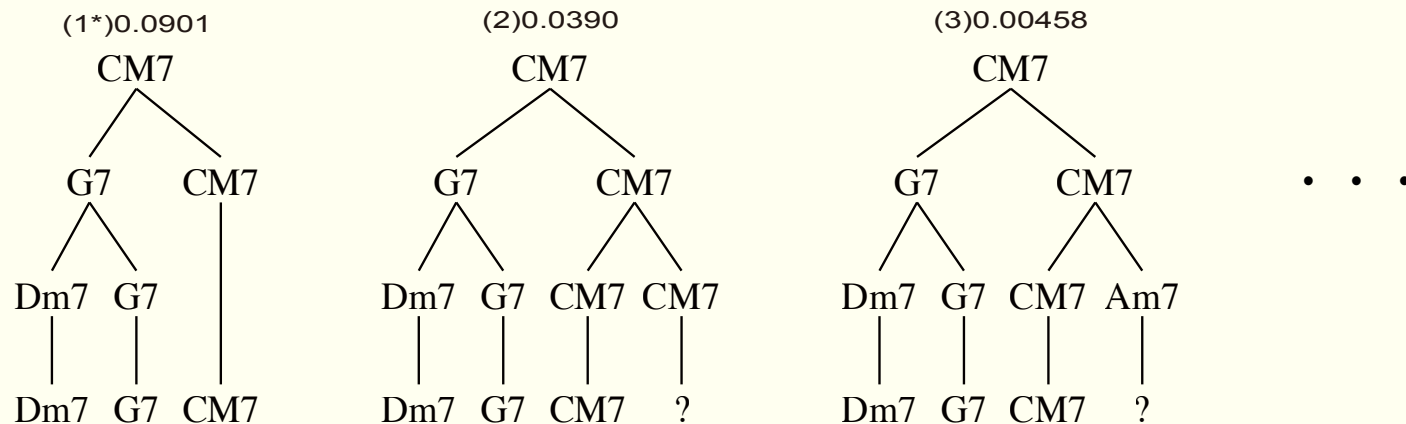 (1*)0.0901 (2)0.0390 (3)0.00458
CM7 CM7 CM7
G7 CM7 G7 CM7 G7 CM7
Dm7 G7 Dm7 G7 CM7 CM7 Dm7 G7 CM7 Am7
Dm7 G7 CM7 Dm7 G7 CM7 ? Dm7 G7 CM7 ?